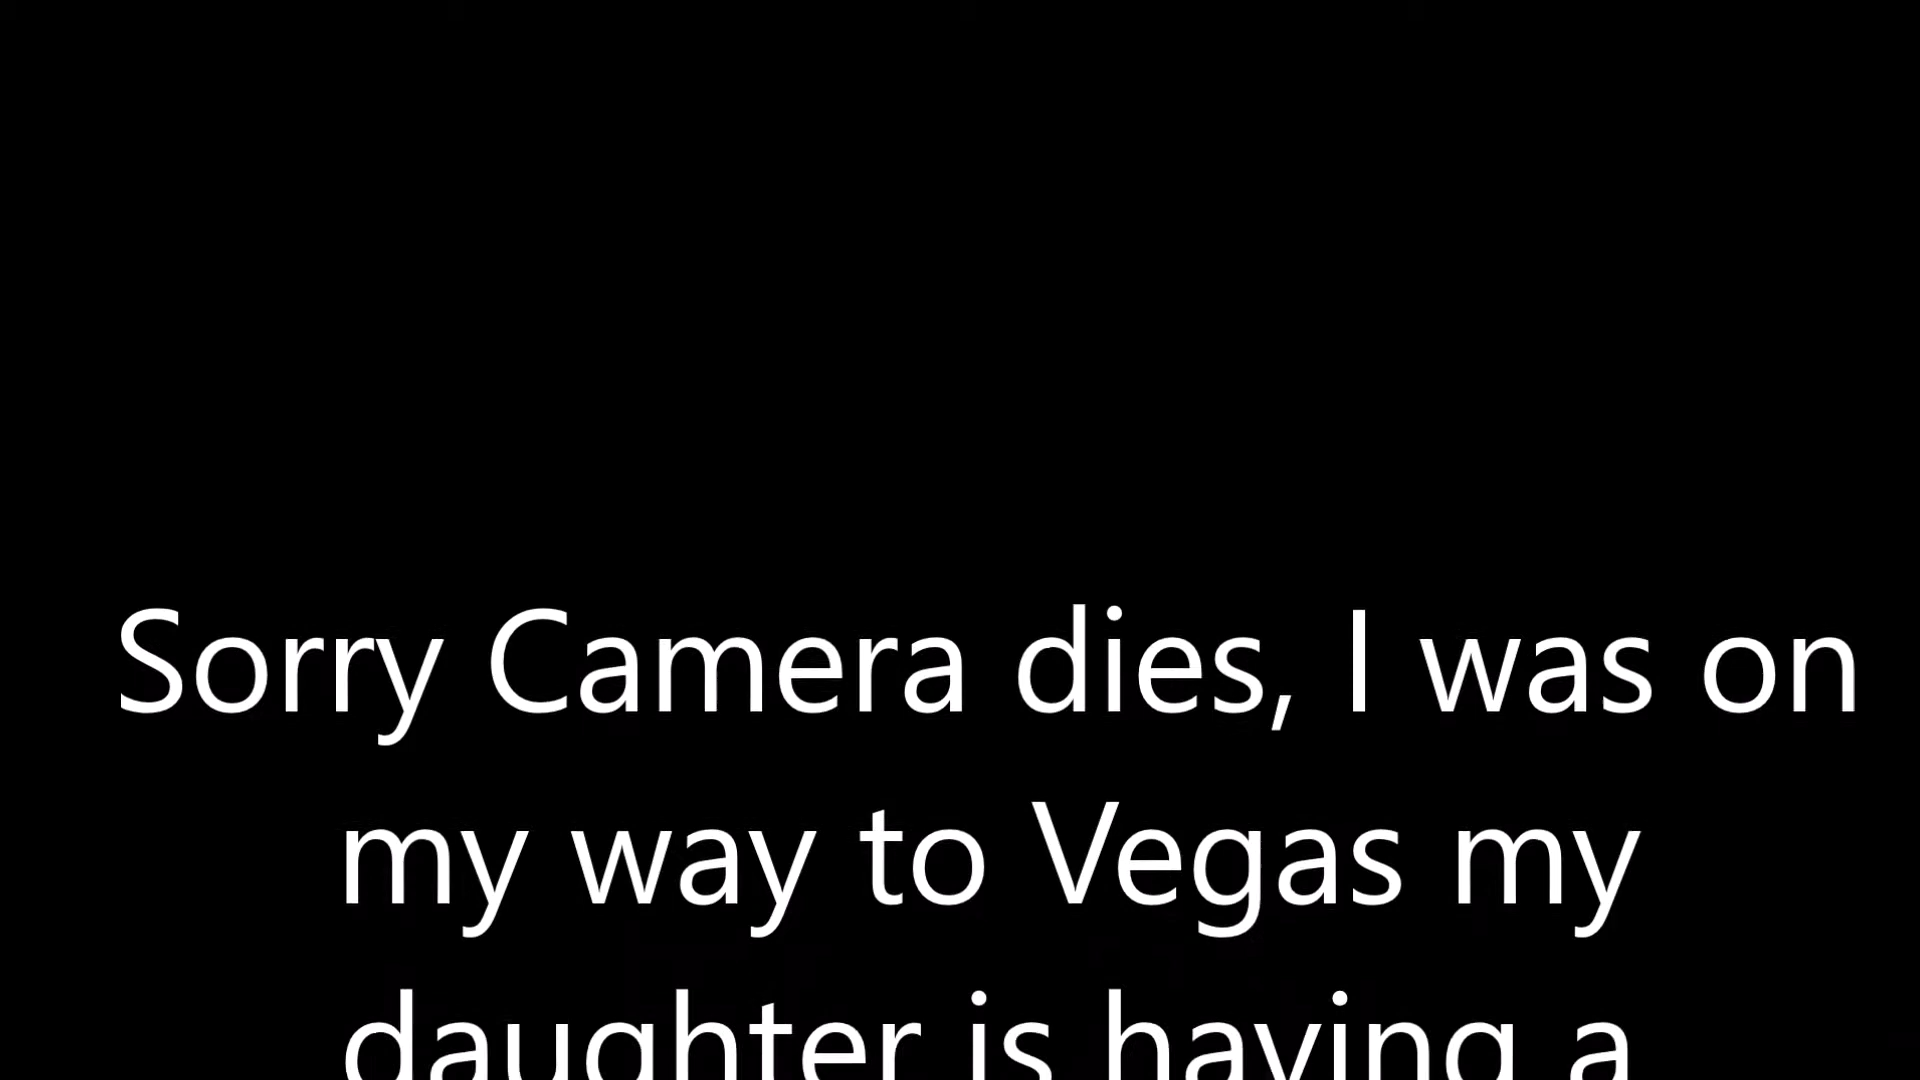 Sorry Camera dies, I was on
my way to Vegas my
daughter is having a